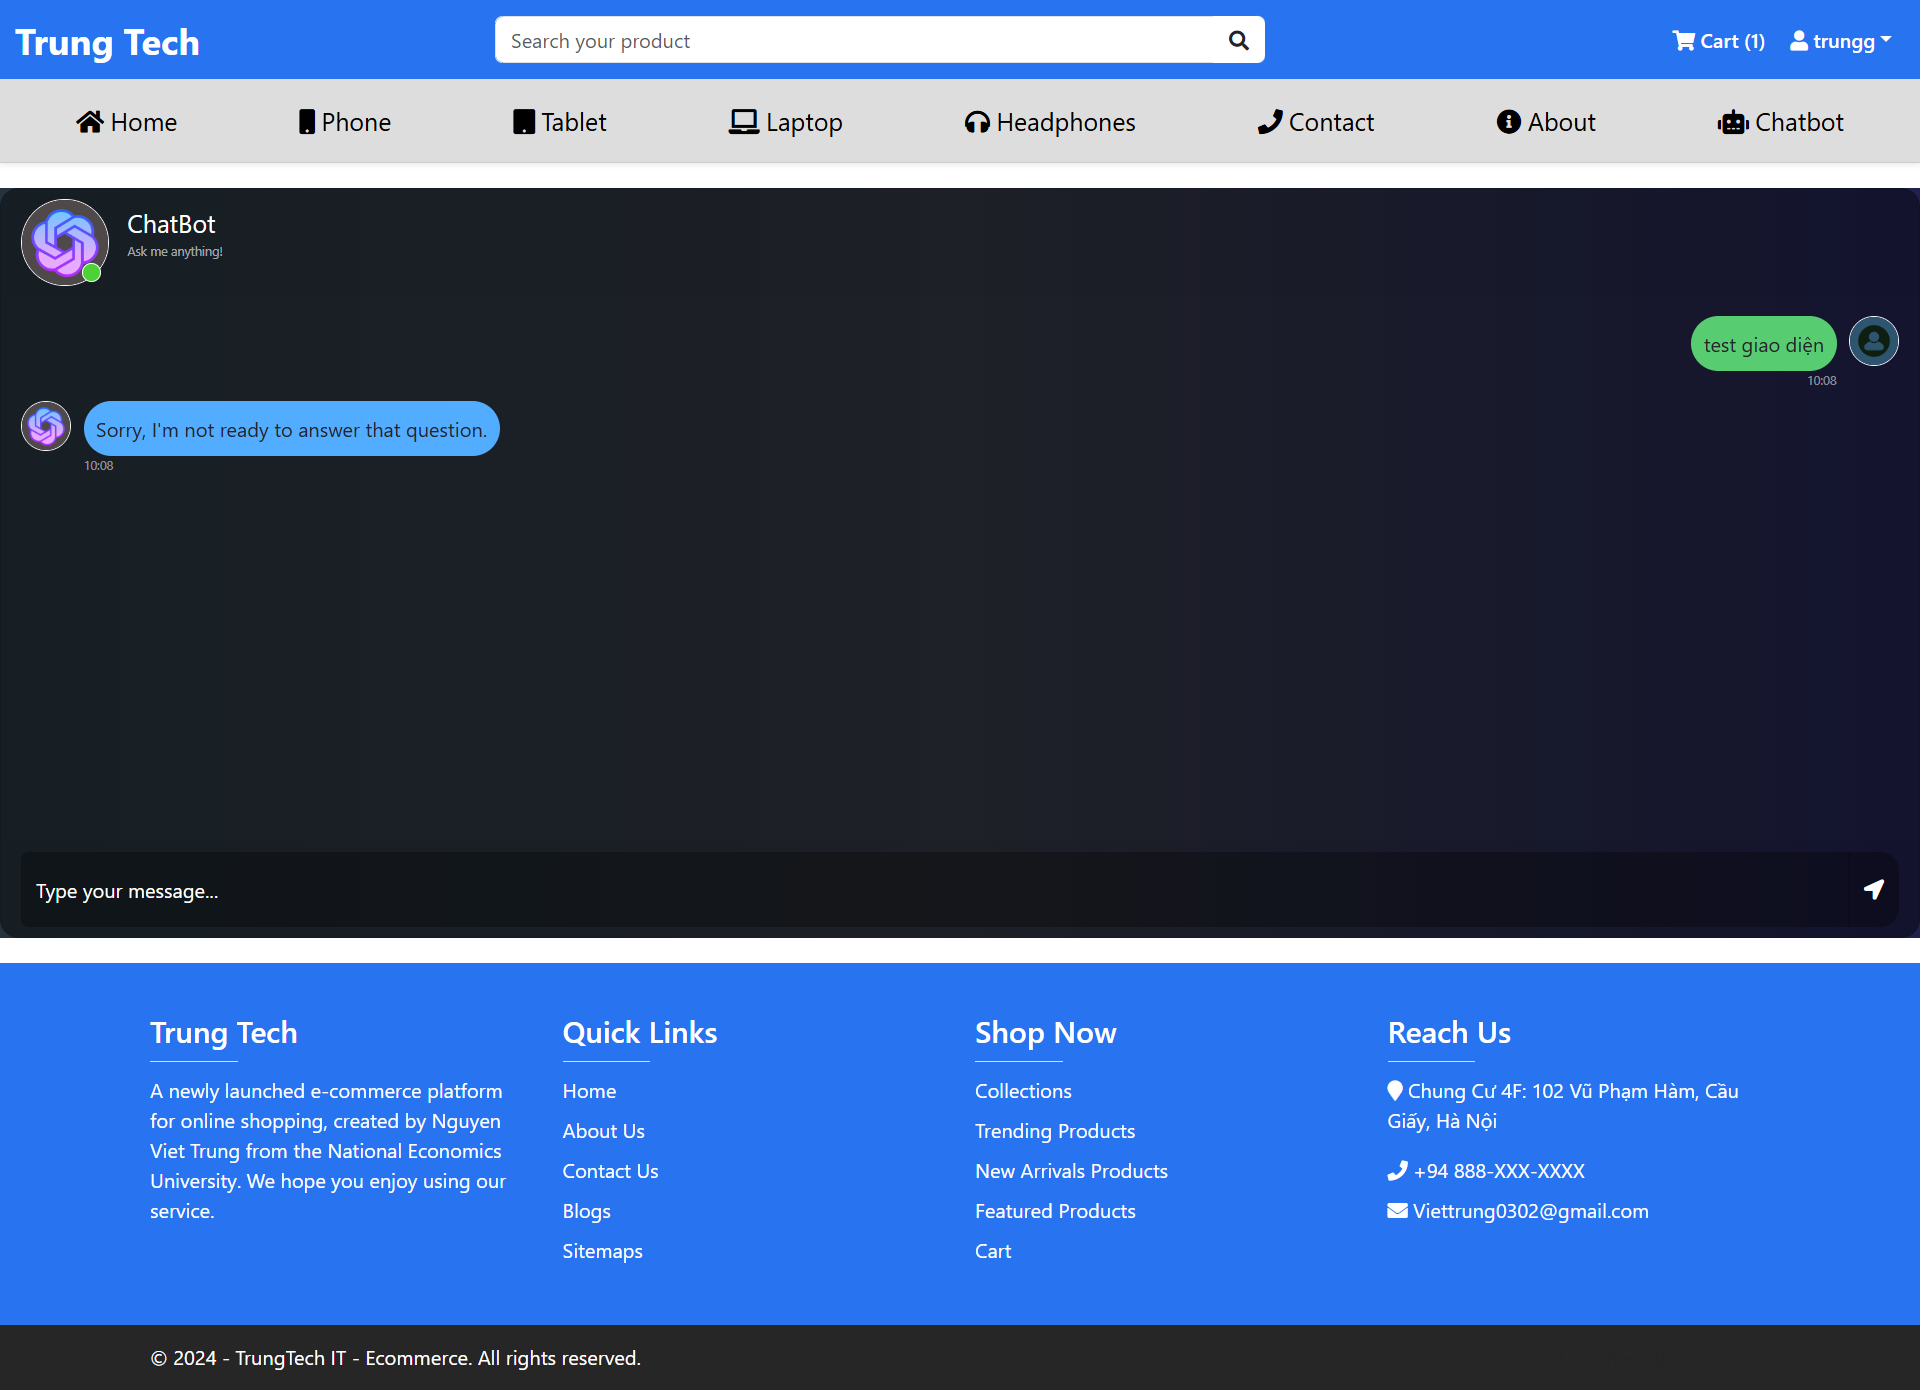 Trung Tech
Search your product
Cart (1)
trungg
Home
Phone
Tablet
Laptop
Headphones
Contact
About
Chatbot
ChatBot
Ask me anything!
test giao diện
10:08
Sorry, I'm not ready to answer that question.
10:08
Type your message...
Trung Tech
A newly launched e-commerce platform
for online shopping, created by Nguyen
Viet Trung from the National Economics
University. We hope you enjoy using our
service.
Quick Links
Home
About Us
Contact Us
Blogs
Sitemaps
Shop Now
Collections
Trending Products
New Arrivals Products
Featured Products
Cart
Reach Us
Chung Cư 4F: 102 Vũ Phạm Hàm, Cầu
Giấy, Hà Nội
+94 888-XXX-XXXX
Viettrung0302@gmail.com
© 2024 - TrungTech IT - Ecommerce. All rights reserved.